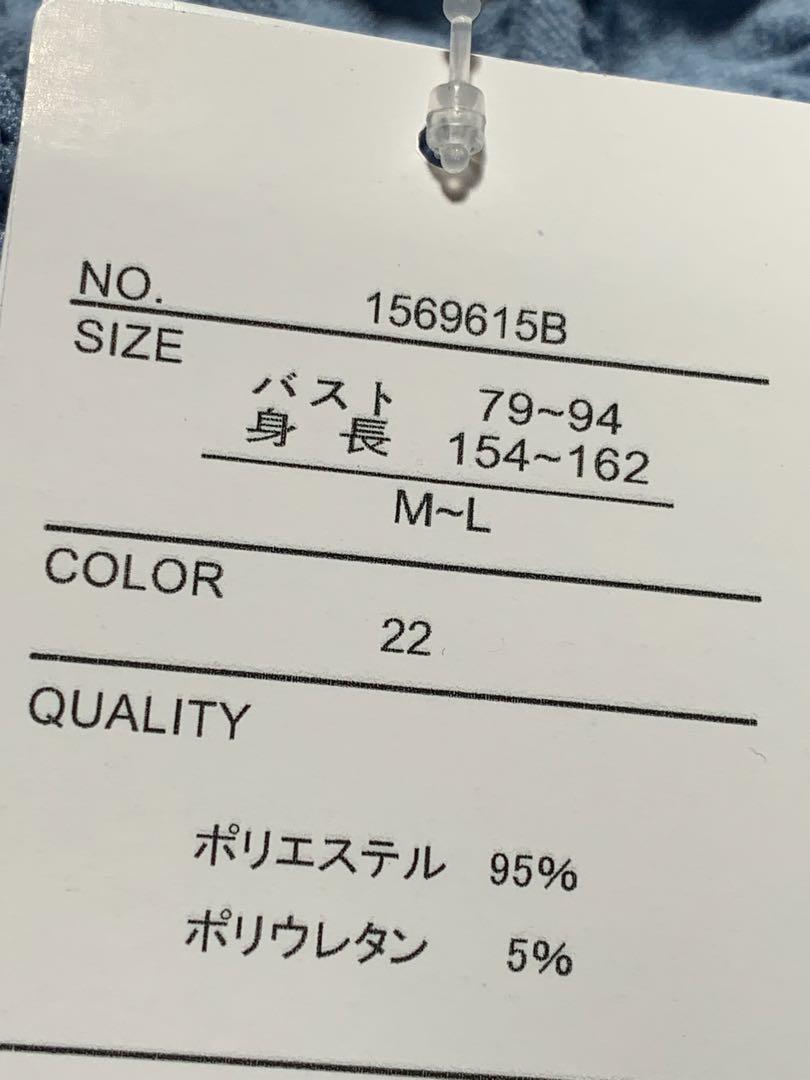 NO. 1569615B
SIZE
バスト 79~94
身 長 154~162
M~L
COLOR
22
QUALITY
ポリエステル 95%
ポリウレタン 5%